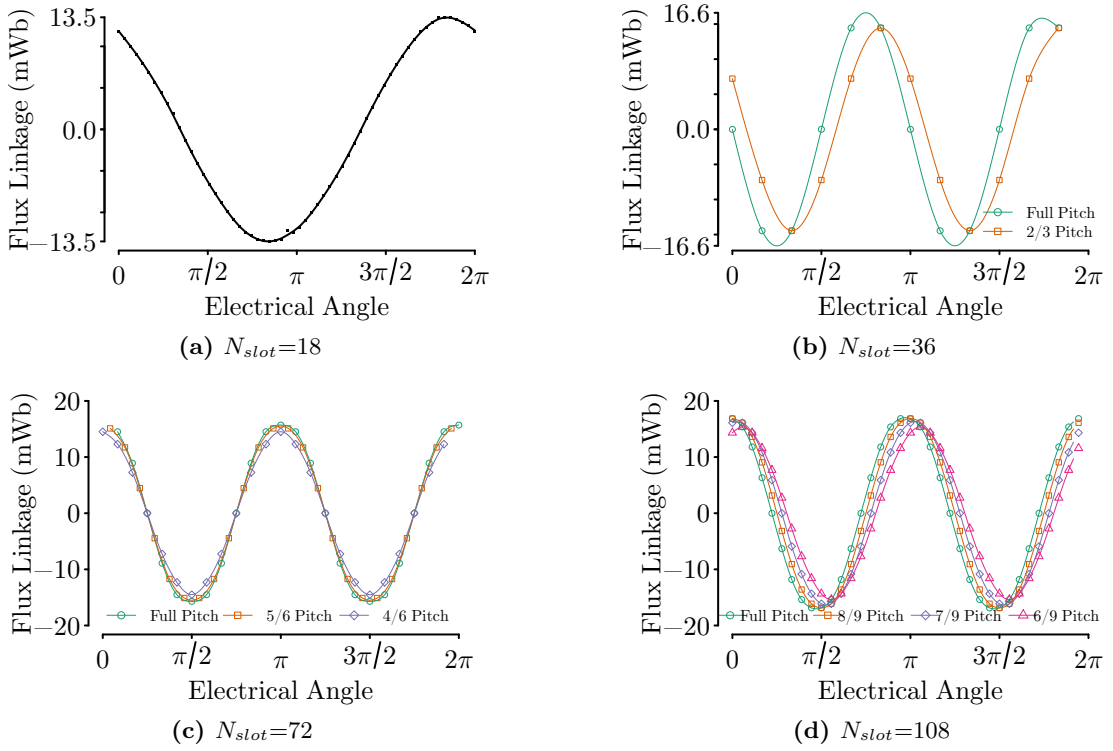 Flux Linkage (mWb)
13.5
0.0
−13.5
0
π/2
π
3π/2
2π
Electrical Angle
(a) N_slot=18
Flux Linkage (mWb)
16.6
0.0
−16.6
Full Pitch
2/3 Pitch
0
π/2
π
3π/2
2π
Electrical Angle
(b) N_slot=36
Flux Linkage (mWb)
20
10
0
−10
−20
Full Pitch 5/6 Pitch 4/6 Pitch
0
π/2
π
3π/2
2π
Electrical Angle
(c) N_slot=72
Flux Linkage (mWb)
20
10
0
−10
−20
Full Pitch 8/9 Pitch 7/9 Pitch 6/9 Pitch
0
π/2
π
3π/2
2π
Electrical Angle
(d) N_slot=108